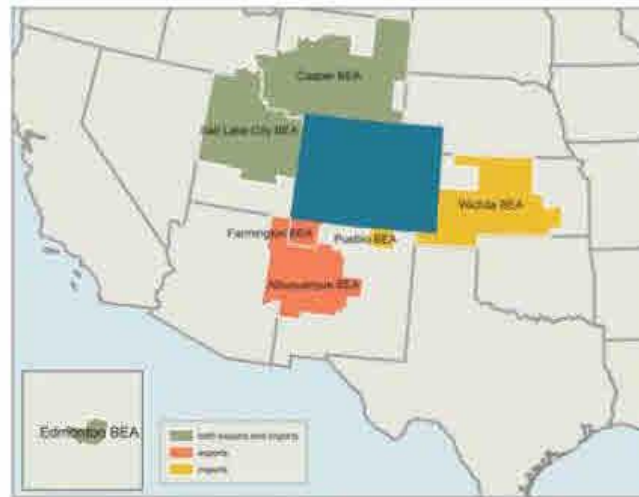 Casper BEA
Salt Lake City BEA
Wichita BEA
Farmington BEA
Pueblo BEA
Albuquerque BEA
Edmonton BEA
both exports and imports
exports
imports